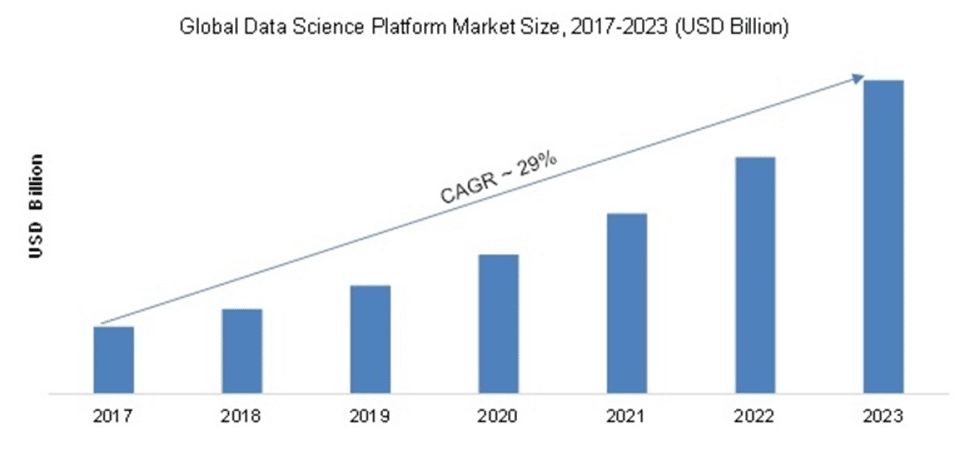 Global Data Science Platform Market Size, 2017-2023 (USD Billion)
USD Billion
CAGR ~ 29%
2017 2018 2019 2020 2021 2022 2023